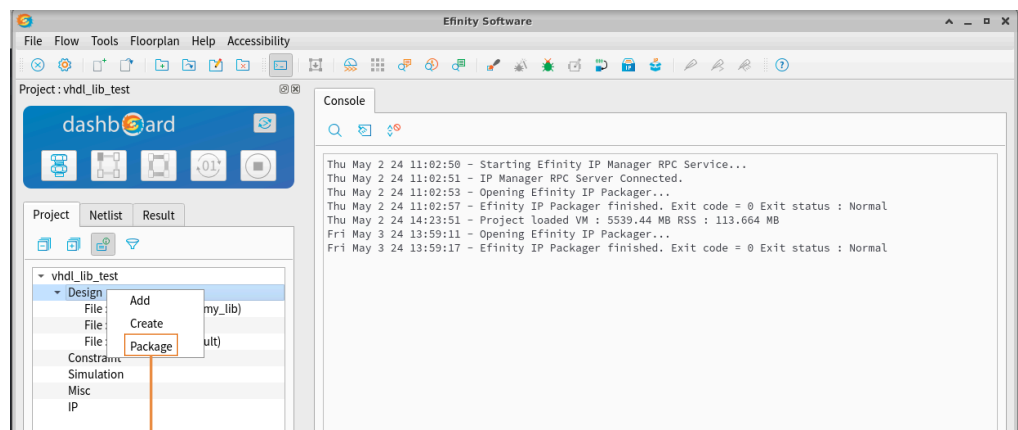 Efinity Software
File Flow Tools Floorplan Help Accessibility
Project : vhdl_lib_test
dashboard
Console
Project Netlist Result
Thu May 2 24 11:02:50 - Starting Efinity IP Manager RPC Service...
Thu May 2 24 11:02:51 - IP Manager RPC Server Connected.
Thu May 2 24 11:02:53 - Opening Efinity IP Packager...
Thu May 2 24 11:02:57 - Efinity IP Packager finished. Exit code = 0 Exit status : Normal
Thu May 2 24 14:23:51 - Project loaded VM : 5539.44 MB RSS : 113.664 MB
Fri May 3 24 13:59:11 - Opening Efinity IP Packager...
Fri May 3 24 13:59:17 - Efinity IP Packager finished. Exit code = 0 Exit status : Normal
vhdl_lib_test
Design
Add
File : my_lib)
Create
File :
Package
File : ult)
Constraint
Simulation
Misc
IP